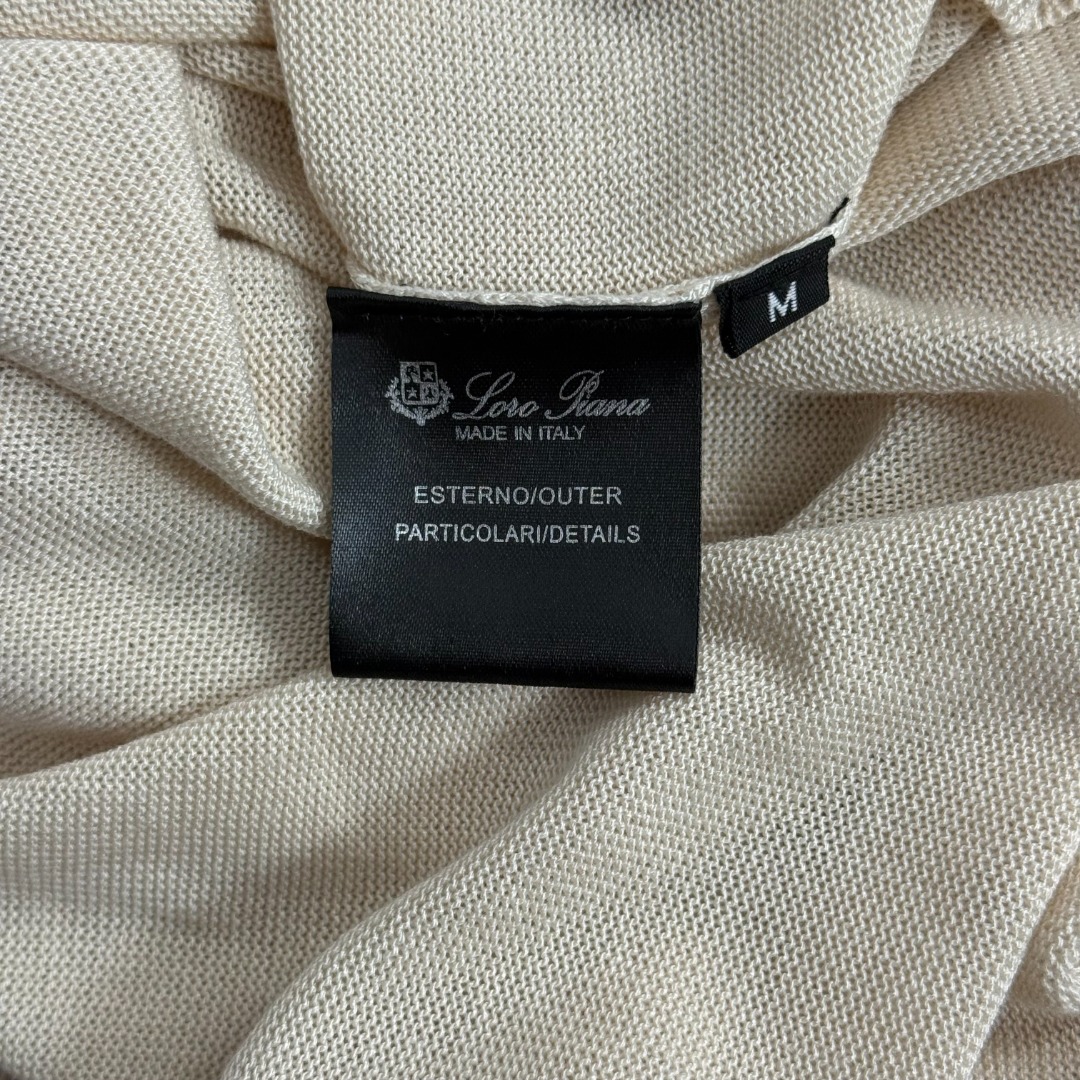 Loro Piana
MADE IN ITALY
ESTERNO/OUTER
PARTICOLARI/DETAILS
M